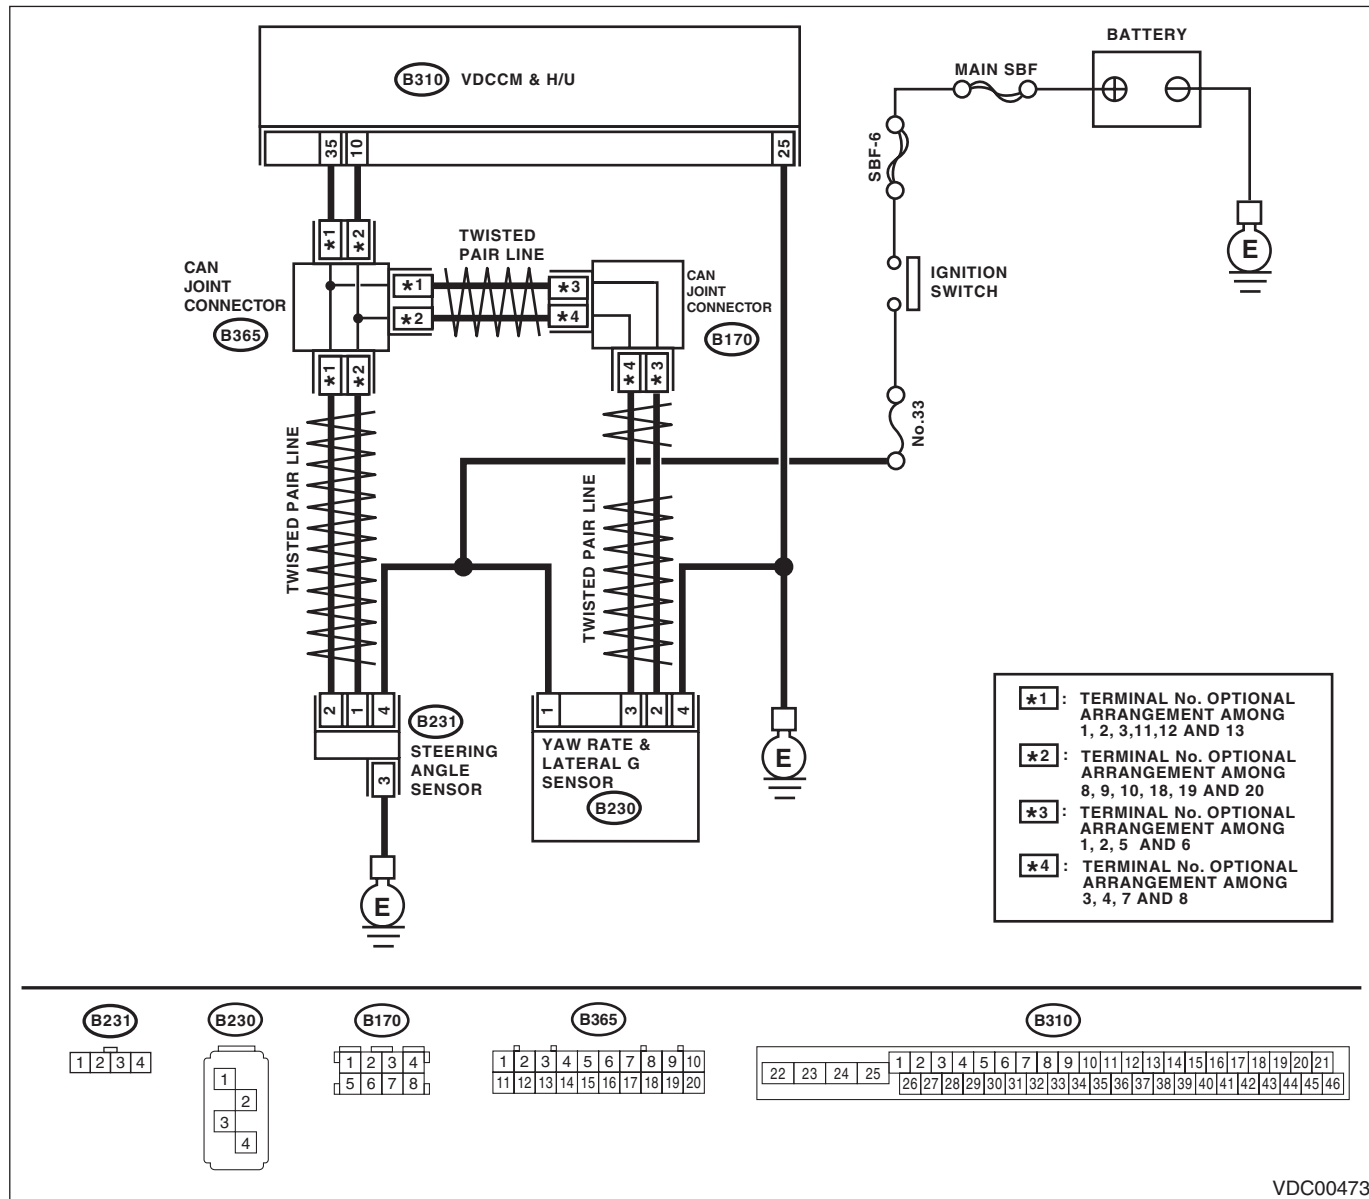 BATTERY
MAIN SBF
B310 VDCCM & H/U
35 10 25
SBF-6
E
*1 *2
TWISTED
PAIR LINE
CAN
JOINT
CONNECTOR
B365
*1 *3
*2 *4
CAN
JOINT
CONNECTOR
B170
IGNITION
SWITCH
*1 *2
*4 *3
No.33
TWISTED PAIR LINE
TWISTED PAIR LINE
2 1 4
B231
STEERING
ANGLE
SENSOR
3
E
1 3 2 4
YAW RATE &
LATERAL G
SENSOR
B230
E
*1 : TERMINAL No. OPTIONAL
ARRANGEMENT AMONG
1, 2, 3,11,12 AND 13
*2 : TERMINAL No. OPTIONAL
ARRANGEMENT AMONG
8, 9, 10, 18, 19 AND 20
*3 : TERMINAL No. OPTIONAL
ARRANGEMENT AMONG
1, 2, 5 AND 6
*4 : TERMINAL No. OPTIONAL
ARRANGEMENT AMONG
3, 4, 7 AND 8
B231
1 2 3 4
B230
1
2
3
4
B170
1 2 3 4
5 6 7 8
B365
1 2 3 4 5 6 7 8 9 10
11 12 13 14 15 16 17 18 19 20
B310
22 23 24 25
1 2 3 4 5 6 7 8 9 10 11 12 13 14 15 16 17 18 19 20 21
26 27 28 29 30 31 32 33 34 35 36 37 38 39 40 41 42 43 44 45 46
VDC00473